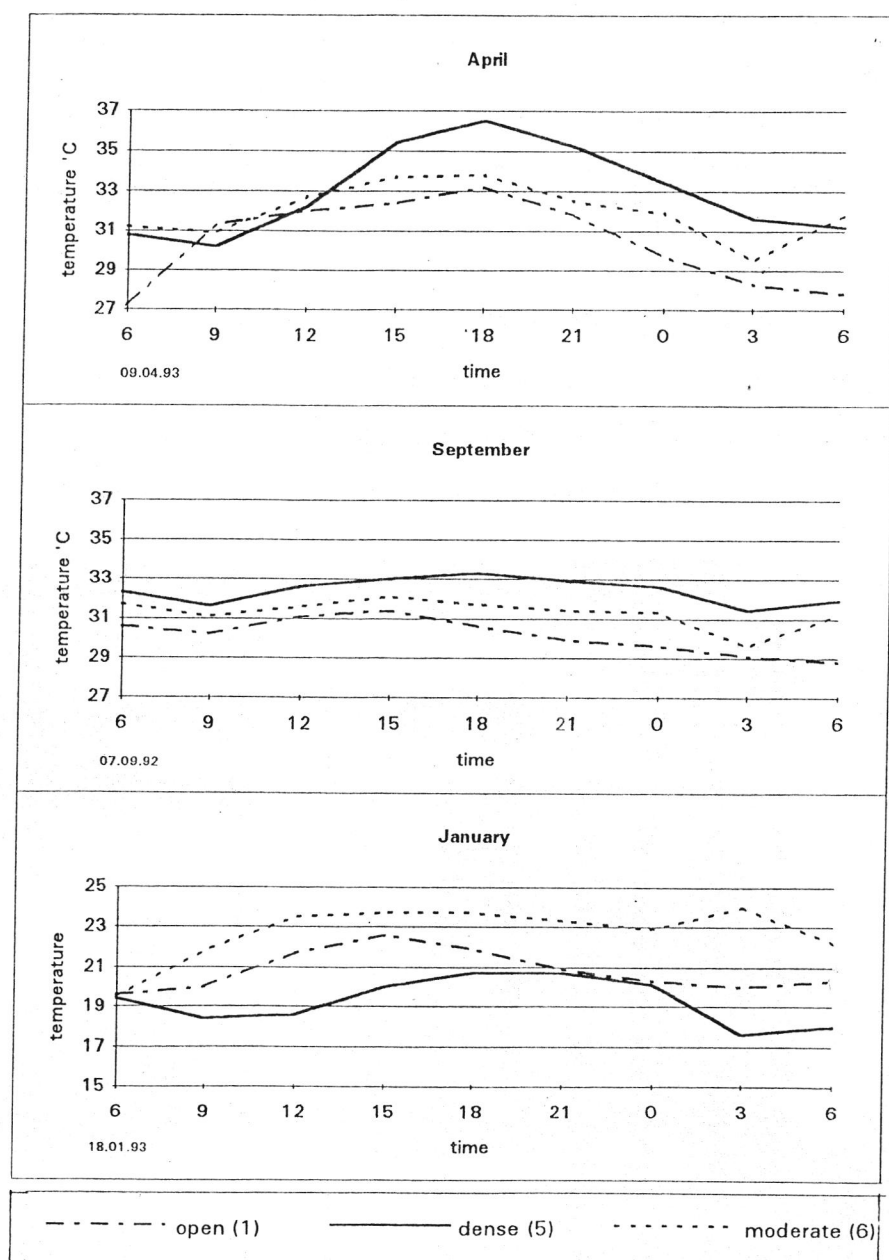 April
37
35
33
31
29
27
temperature 'C
6 9 12 15 18 21 0 3 6
09.04.93
time
September
37
35
33
31
29
27
temperature 'C
6 9 12 15 18 21 0 3 6
07.09.92
time
January
25
23
21
19
17
15
temperature
6 9 12 15 18 21 0 3 6
18.01.93
time
open (1) dense (5) moderate (6)